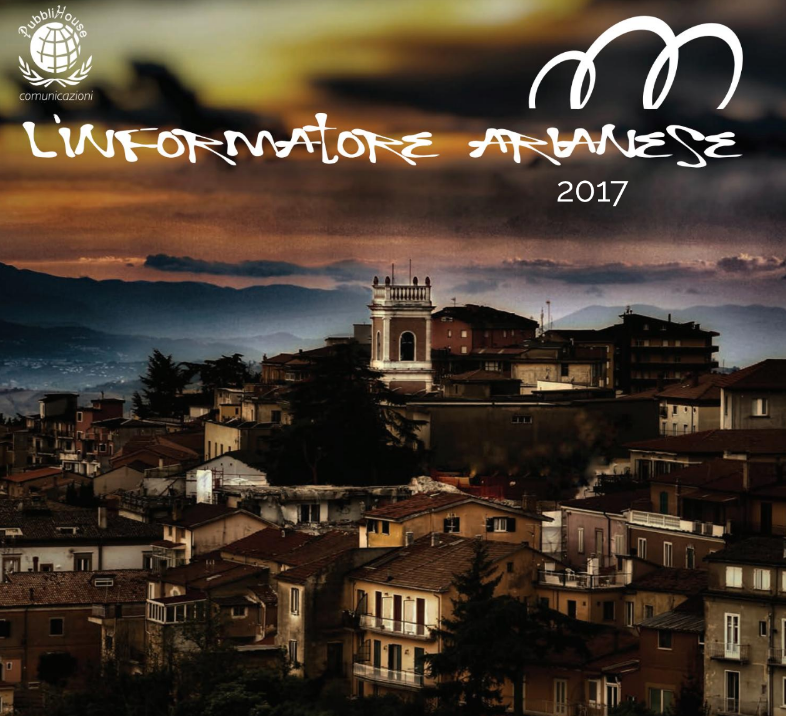 PubbliHouse
comunicazioni
L'INFORMATORE ARIANESE
2017